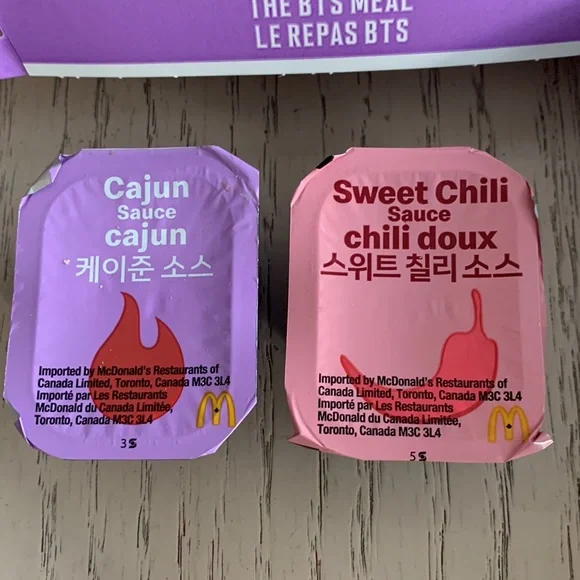 THE BTS MEAL
LE REPAS BTS
Cajun
Sauce
cajun
케이준 소스
Imported by McDonald's Restaurants of
Canada Limited, Toronto, Canada M3C 3L4
Importé par Les Restaurants
McDonald du Canada Limitée,
Toronto, Canada M3C 3L4
Sweet Chili
Sauce
chili doux
스위트 칠리 소스
Imported by McDonald's Restaurants of
Canada Limited, Toronto, Canada M3C 3L4
Importé par Les Restaurants
McDonald du Canada Limitée,
Toronto, Canada M3C 3L4